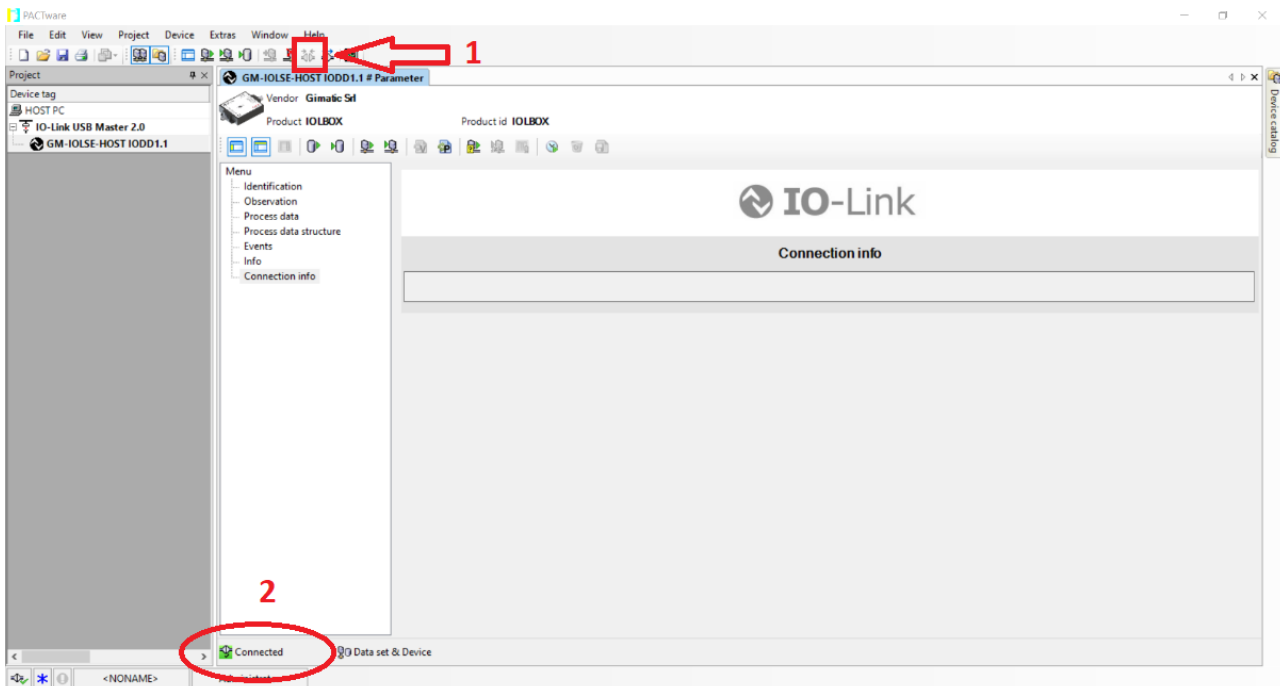 PACTware
File Edit View Project Device Extras Window Help
1
Project
GM-IOLSE-HOST IODD1.1 # Parameter
Device tag
HOST PC
IO-Link USB Master 2.0
GM-IOLSE-HOST IODD1.1
Vendor Gimatic Srl
Product IOLBOX Product id IOLBOX
Device catalog
Menu
Identification
Observation
Process data
Process data structure
Events
Info
Connection info
IO-Link
Connection info
2
Connected Data set & Device
<NONAME>